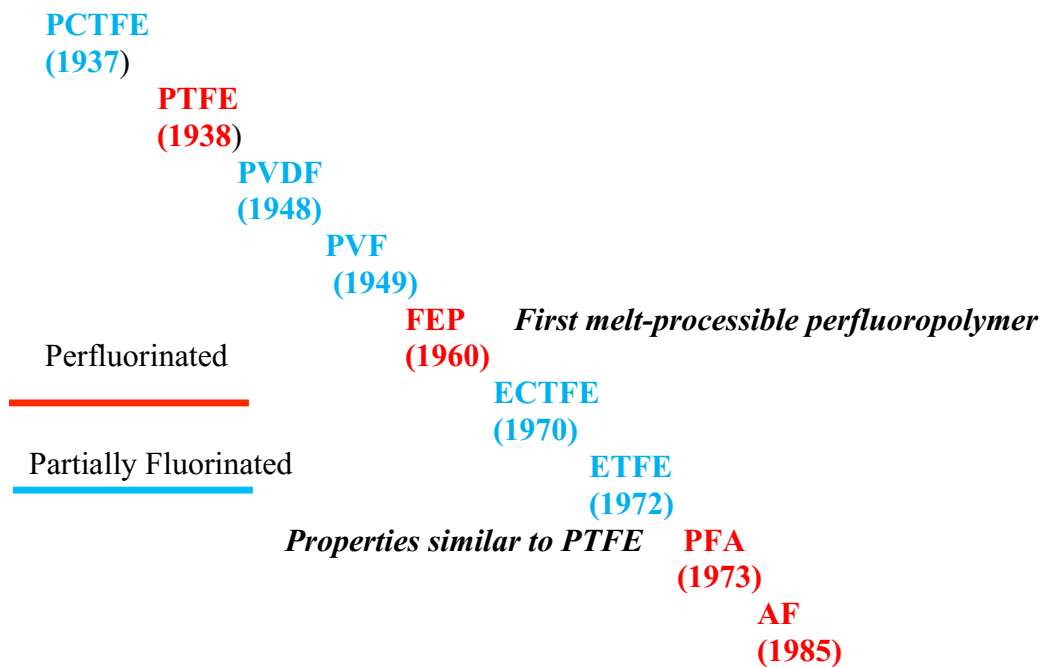 PCTFE
(1937)
PTFE
(1938)
PVDF
(1948)
PVF
(1949)
FEP First melt-processible perfluoropolymer
(1960)
Perfluorinated
ECTFE
(1970)
Partially Fluorinated
ETFE
(1972)
Properties similar to PTFE PFA
(1973)
AF
(1985)